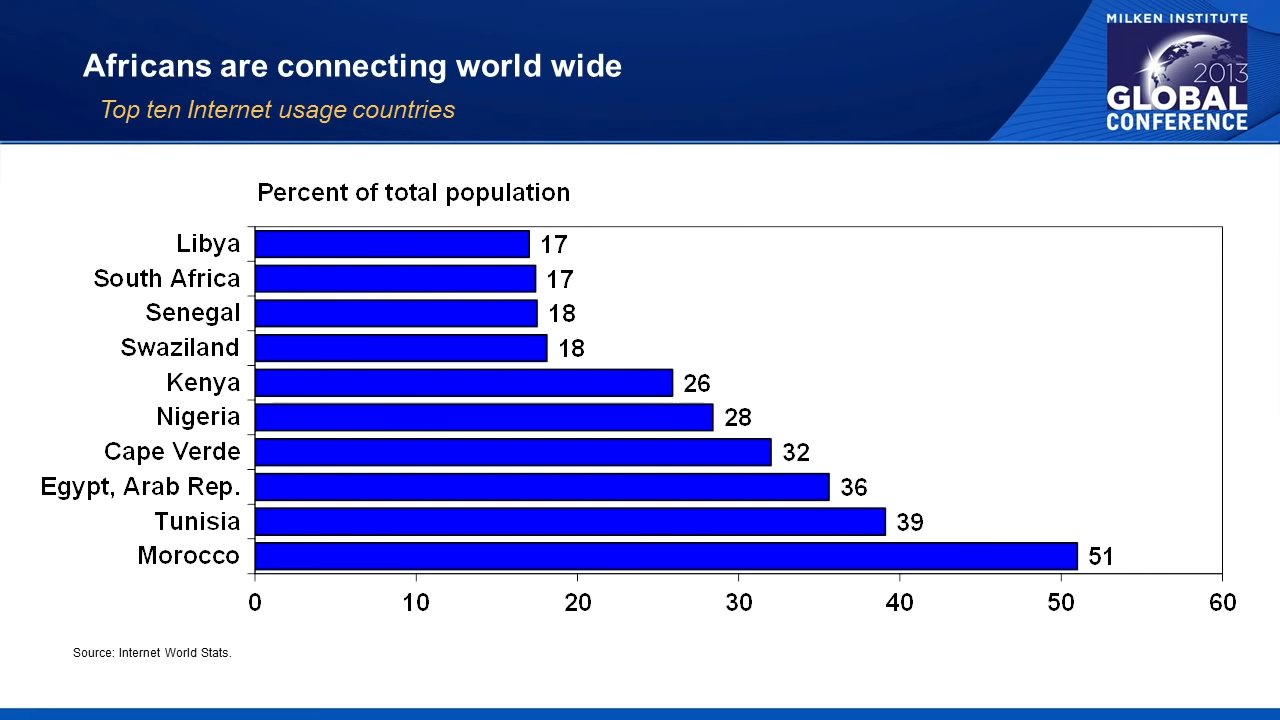 MILKEN INSTITUTE
2013
GLOBAL
CONFERENCE
Africans are connecting world wide
Top ten Internet usage countries
Percent of total population
Libya 17
South Africa 17
Senegal 18
Swaziland 18
Kenya 26
Nigeria 28
Cape Verde 32
Egypt, Arab Rep. 36
Tunisia 39
Morocco 51
0 10 20 30 40 50 60
Source: Internet World Stats.